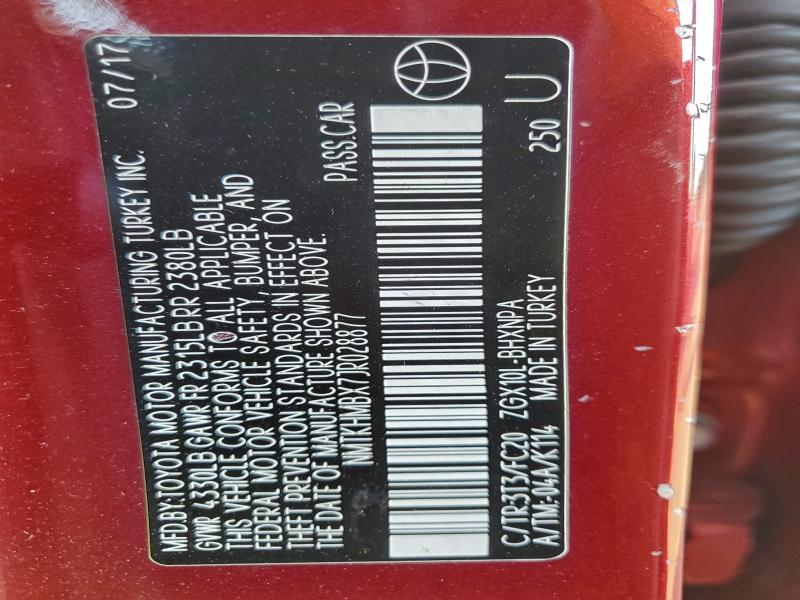 MFD.BY:TOYOTA MOTOR MANUFACTURING TURKEY INC. 07/17
GVWR 4330LB GAWR FR 2315LB RR 2380LB
THIS VEHICLE CONFORMS TO ALL APPLICABLE
FEDERAL MOTOR VEHICLE SAFETY, BUMPER, AND
THEFT PREVENTION STANDARDS IN EFFECT ON
THE DATE OF MANUFACTURE SHOWN ABOVE.
NMTKHMBX7JR028877 PASS.CAR
C/TR3T3/FC20 ZGX10L-BHXNPA
A/TM:-04A/K114 MADE IN TURKEY 250 U